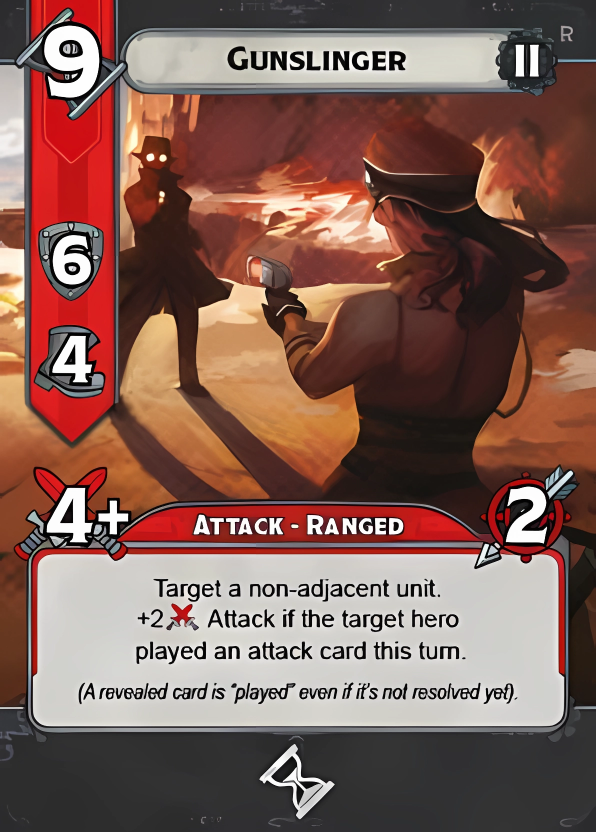 9
GUNSLINGER
II
R
6
4
4+
ATTACK - RANGED
2
Target a non-adjacent unit.
+2 Attack if the target hero
played an attack card this turn.
(A revealed card is "played" even if it's not resolved yet).